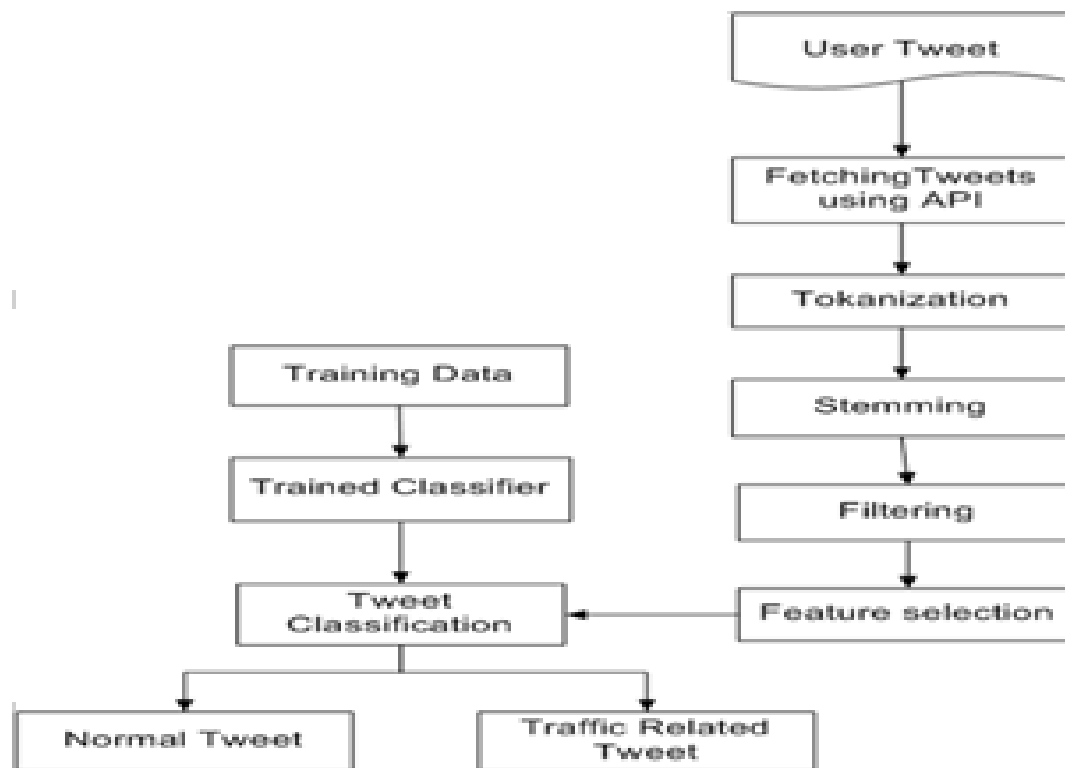 User Tweet
FetchingTweets
using API
Tokanization
Stemming
Filtering
Feature selection
Training Data
Trained Classifier
Tweet
Classification
Normal Tweet
Traffic Related
Tweet